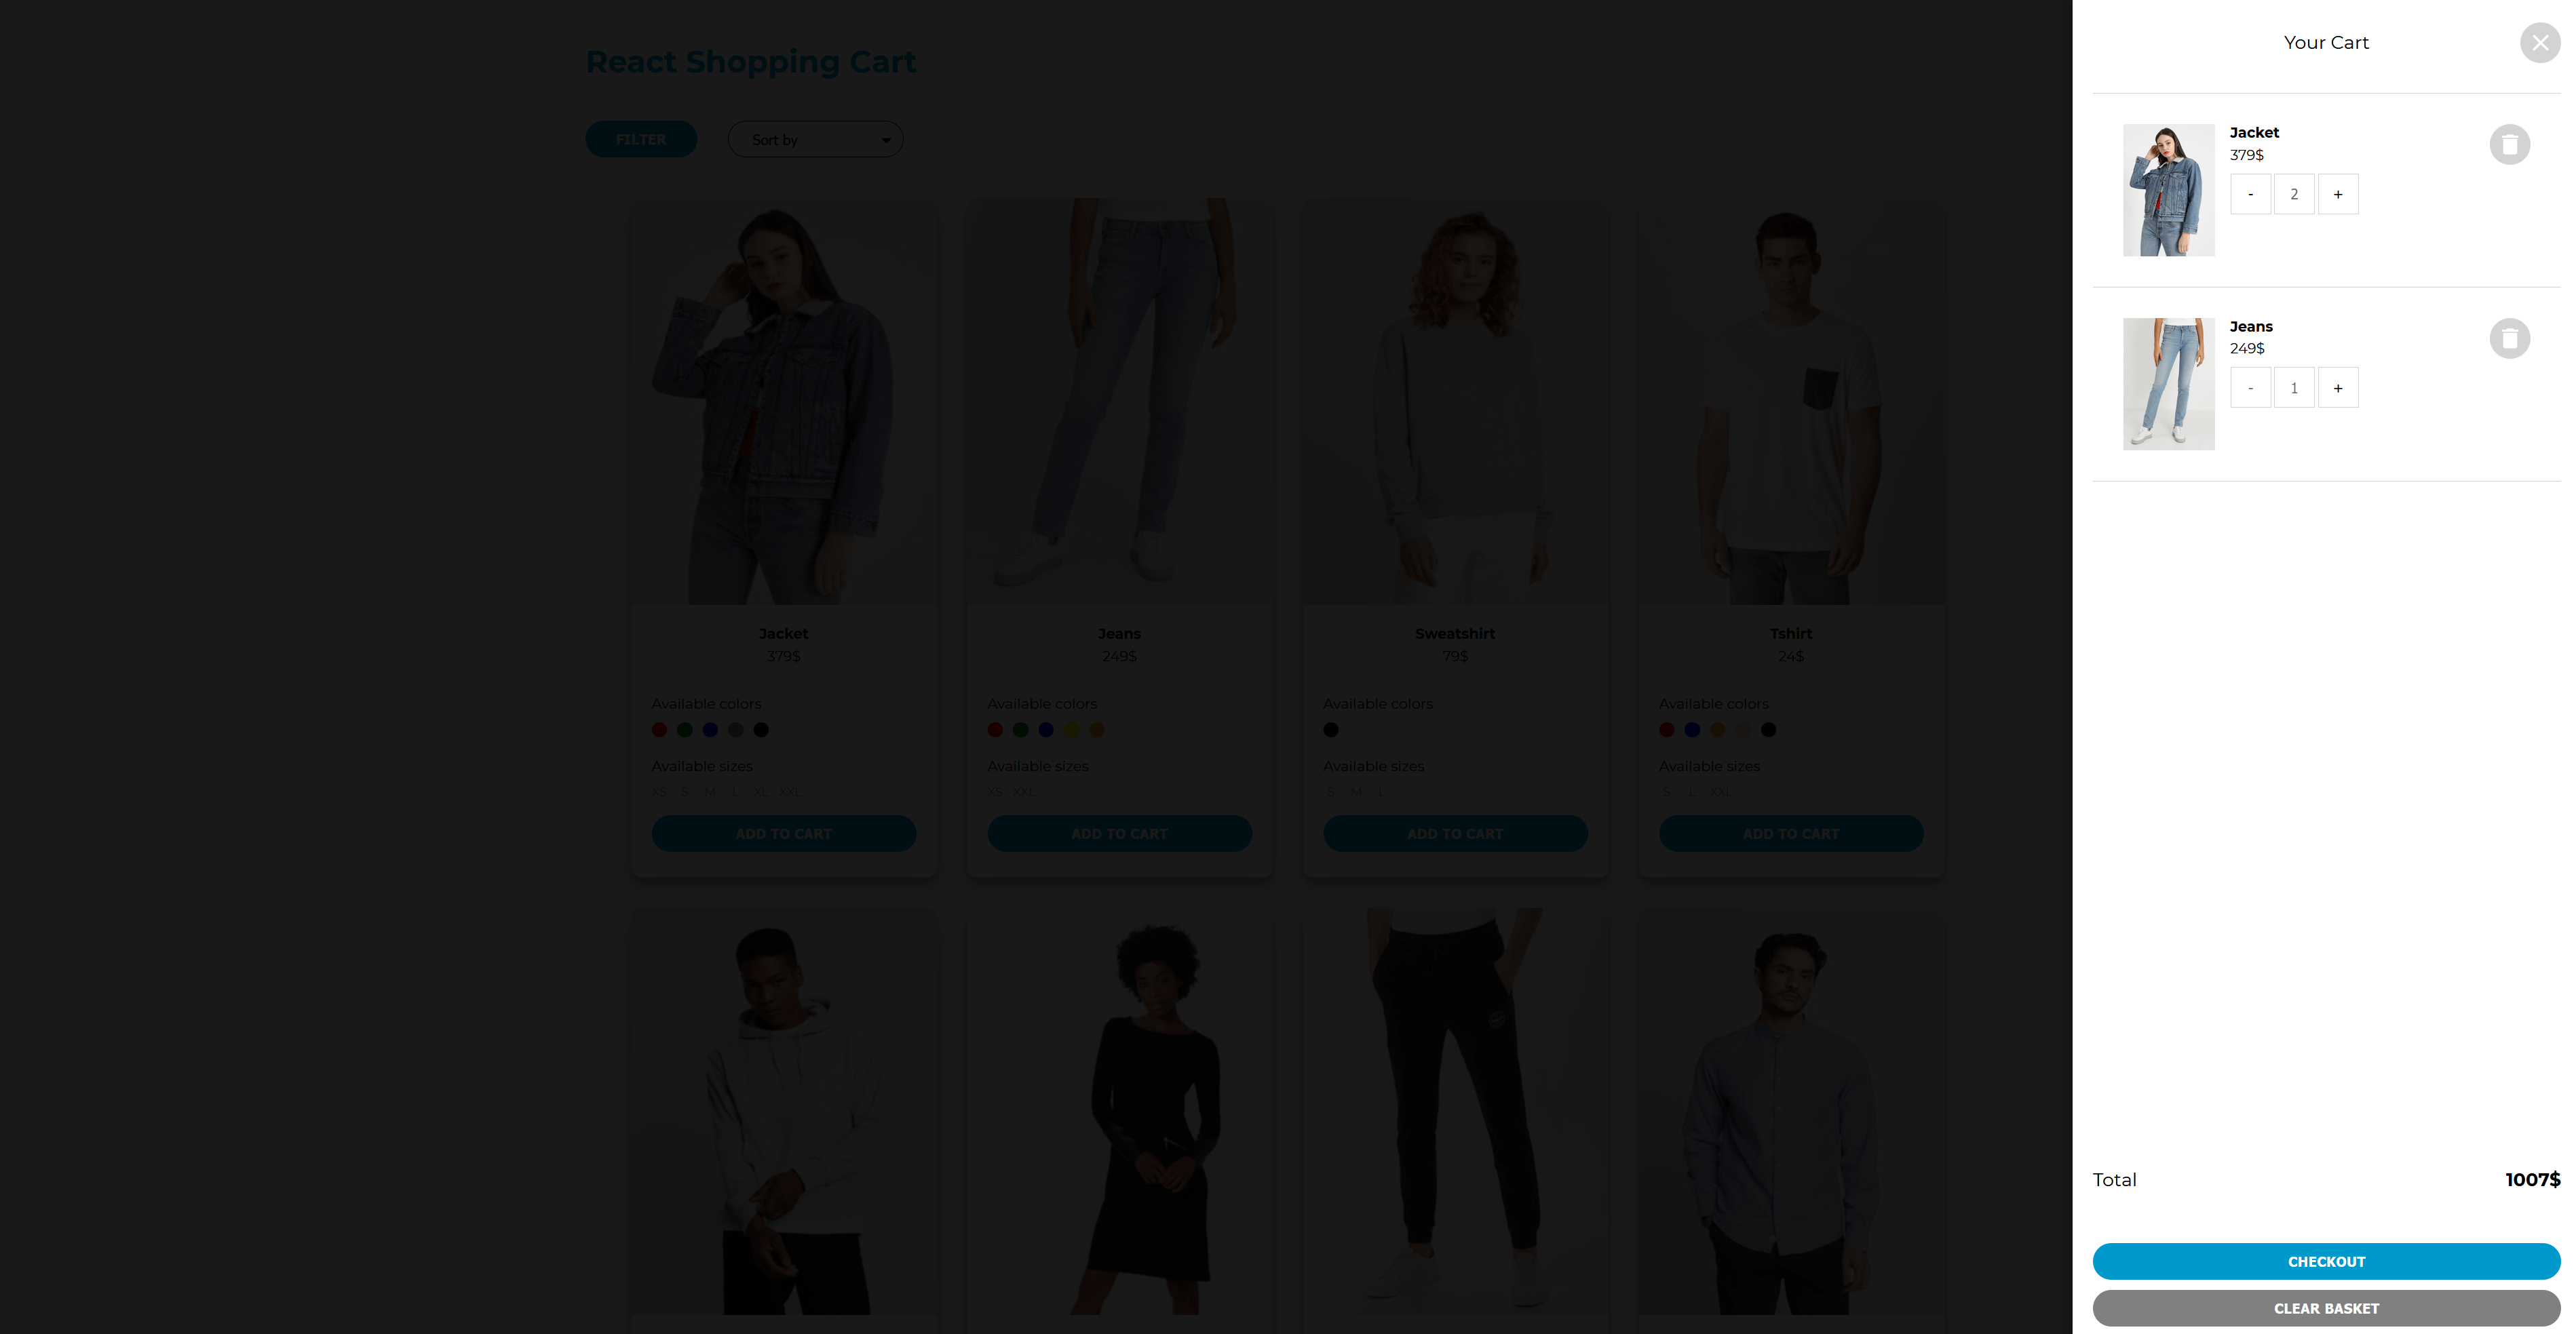 React Shopping Cart
FILTER
Sort by
Jacket
379$
Available colors
Available sizes
XS S M L XL XXL
ADD TO CART
Jeans
249$
Available colors
Available sizes
XS XXL
ADD TO CART
Sweatshirt
79$
Available colors
Available sizes
S M L
ADD TO CART
Tshirt
24$
Available colors
Available sizes
S L XXL
ADD TO CART
Your Cart
Jacket
379$
- 2 +
Jeans
249$
- 1 +
Total 1007$
CHECKOUT
CLEAR BASKET